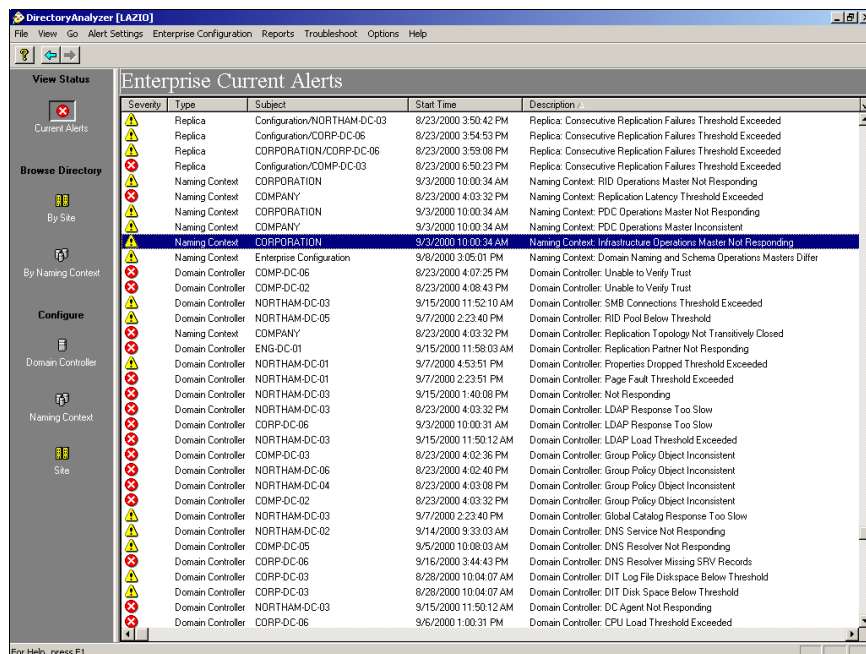 DirectoryAnalyzer [LAZIO]
File View Go Alert Settings Enterprise Configuration Reports Troubleshoot Options Help
View Status
Current Alerts
Browse Directory
By Site
By Naming Context
Configure
Domain Controller
Naming Context
Site
Enterprise Current Alerts
Severity Type Subject Start Time Description
Replica Configuration/NORTHAM-DC-03 8/23/2000 3:50:42 PM Replica: Consecutive Replication Failures Threshold Exceeded
Replica Configuration/CORP-DC-06 8/23/2000 3:54:53 PM Replica: Consecutive Replication Failures Threshold Exceeded
Replica CORPORATION/CORP-DC-06 8/23/2000 3:59:08 PM Replica: Consecutive Replication Failures Threshold Exceeded
Replica Configuration/COMP-DC-03 8/23/2000 6:50:23 PM Replica: Consecutive Replication Failures Threshold Exceeded
Naming Context CORPORATION 9/3/2000 10:00:34 AM Naming Context: RID Operations Master Not Responding
Naming Context COMPANY 8/23/2000 4:03:32 PM Naming Context: Replication Latency Threshold Exceeded
Naming Context CORPORATION 9/3/2000 10:00:34 AM Naming Context: PDC Operations Master Not Responding
Naming Context COMPANY 9/3/2000 10:00:34 AM Naming Context: PDC Operations Master Inconsistent
Naming Context CORPORATION 9/3/2000 10:00:34 AM Naming Context: Infrastructure Operations Master Not Responding
Naming Context Enterprise Configuration 9/8/2000 3:05:01 PM Naming Context: Domain Naming and Schema Operations Masters Differ
Domain Controller COMP-DC-06 8/23/2000 4:07:25 PM Domain Controller: Unable to Verify Trust
Domain Controller COMP-DC-02 8/23/2000 4:08:43 PM Domain Controller: Unable to Verify Trust
Domain Controller NORTHAM-DC-03 9/15/2000 11:52:10 AM Domain Controller: SMB Connections Threshold Exceeded
Domain Controller NORTHAM-DC-05 9/7/2000 2:23:40 PM Domain Controller: RID Pool Below Threshold
Naming Context COMPANY 8/23/2000 4:03:32 PM Domain Controller: Replication Topology Not Transitively Closed
Domain Controller ENG-DC-01 9/15/2000 11:58:03 AM Domain Controller: Replication Partner Not Responding
Domain Controller NORTHAM-DC-01 9/7/2000 4:53:51 PM Domain Controller: Properties Dropped Threshold Exceeded
Domain Controller NORTHAM-DC-01 9/7/2000 2:23:51 PM Domain Controller: Page Fault Threshold Exceeded
Domain Controller NORTHAM-DC-03 9/15/2000 1:40:08 PM Domain Controller: Not Responding
Domain Controller NORTHAM-DC-03 8/23/2000 4:03:32 PM Domain Controller: LDAP Response Too Slow
Domain Controller CORP-DC-06 9/3/2000 10:00:31 AM Domain Controller: LDAP Response Too Slow
Domain Controller NORTHAM-DC-03 9/15/2000 11:50:12 AM Domain Controller: LDAP Load Threshold Exceeded
Domain Controller COMP-DC-03 8/23/2000 4:02:36 PM Domain Controller: Group Policy Object Inconsistent
Domain Controller NORTHAM-DC-06 8/23/2000 4:02:40 PM Domain Controller: Group Policy Object Inconsistent
Domain Controller NORTHAM-DC-04 8/23/2000 4:03:08 PM Domain Controller: Group Policy Object Inconsistent
Domain Controller COMP-DC-02 8/23/2000 4:03:32 PM Domain Controller: Group Policy Object Inconsistent
Domain Controller NORTHAM-DC-03 9/7/2000 2:23:40 PM Domain Controller: Global Catalog Response Too Slow
Domain Controller NORTHAM-DC-02 9/14/2000 9:33:03 AM Domain Controller: DNS Service Not Responding
Domain Controller COMP-DC-05 9/5/2000 10:08:03 AM Domain Controller: DNS Resolver Not Responding
Domain Controller CORP-DC-06 9/16/2000 3:44:43 PM Domain Controller: DNS Resolver Missing SRV Records
Domain Controller CORP-DC-03 8/28/2000 10:04:07 AM Domain Controller: DIT Log File Diskspace Below Threshold
Domain Controller CORP-DC-03 8/28/2000 10:04:07 AM Domain Controller: DIT Disk Space Below Threshold
Domain Controller NORTHAM-DC-03 9/15/2000 11:50:12 AM Domain Controller: DC Agent Not Responding
Domain Controller CORP-DC-06 9/6/2000 1:00:31 PM Domain Controller: CPU Load Threshold Exceeded
For Help, press F1